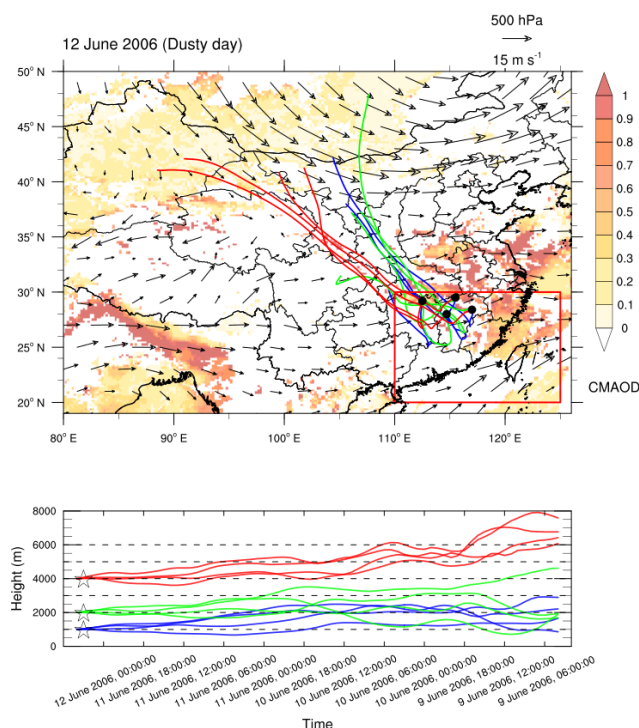 500 hPa
12 June 2006 (Dusty day)
15 m s⁻¹
50° N
45° N
40° N
35° N
30° N
25° N
20° N
80° E
90° E
100° E
110° E
120° E
1
0.9
0.8
0.7
0.6
0.5
0.4
0.3
0.2
0.1
0
CMAOD
8000
6000
4000
2000
0
Height (m)
12 June 2006, 00:00:00
11 June 2006, 18:00:00
11 June 2006, 12:00:00
11 June 2006, 06:00:00
11 June 2006, 00:00:00
10 June 2006, 18:00:00
10 June 2006, 12:00:00
10 June 2006, 06:00:00
10 June 2006, 00:00:00
9 June 2006, 18:00:00
9 June 2006, 12:00:00
9 June 2006, 06:00:00
Time